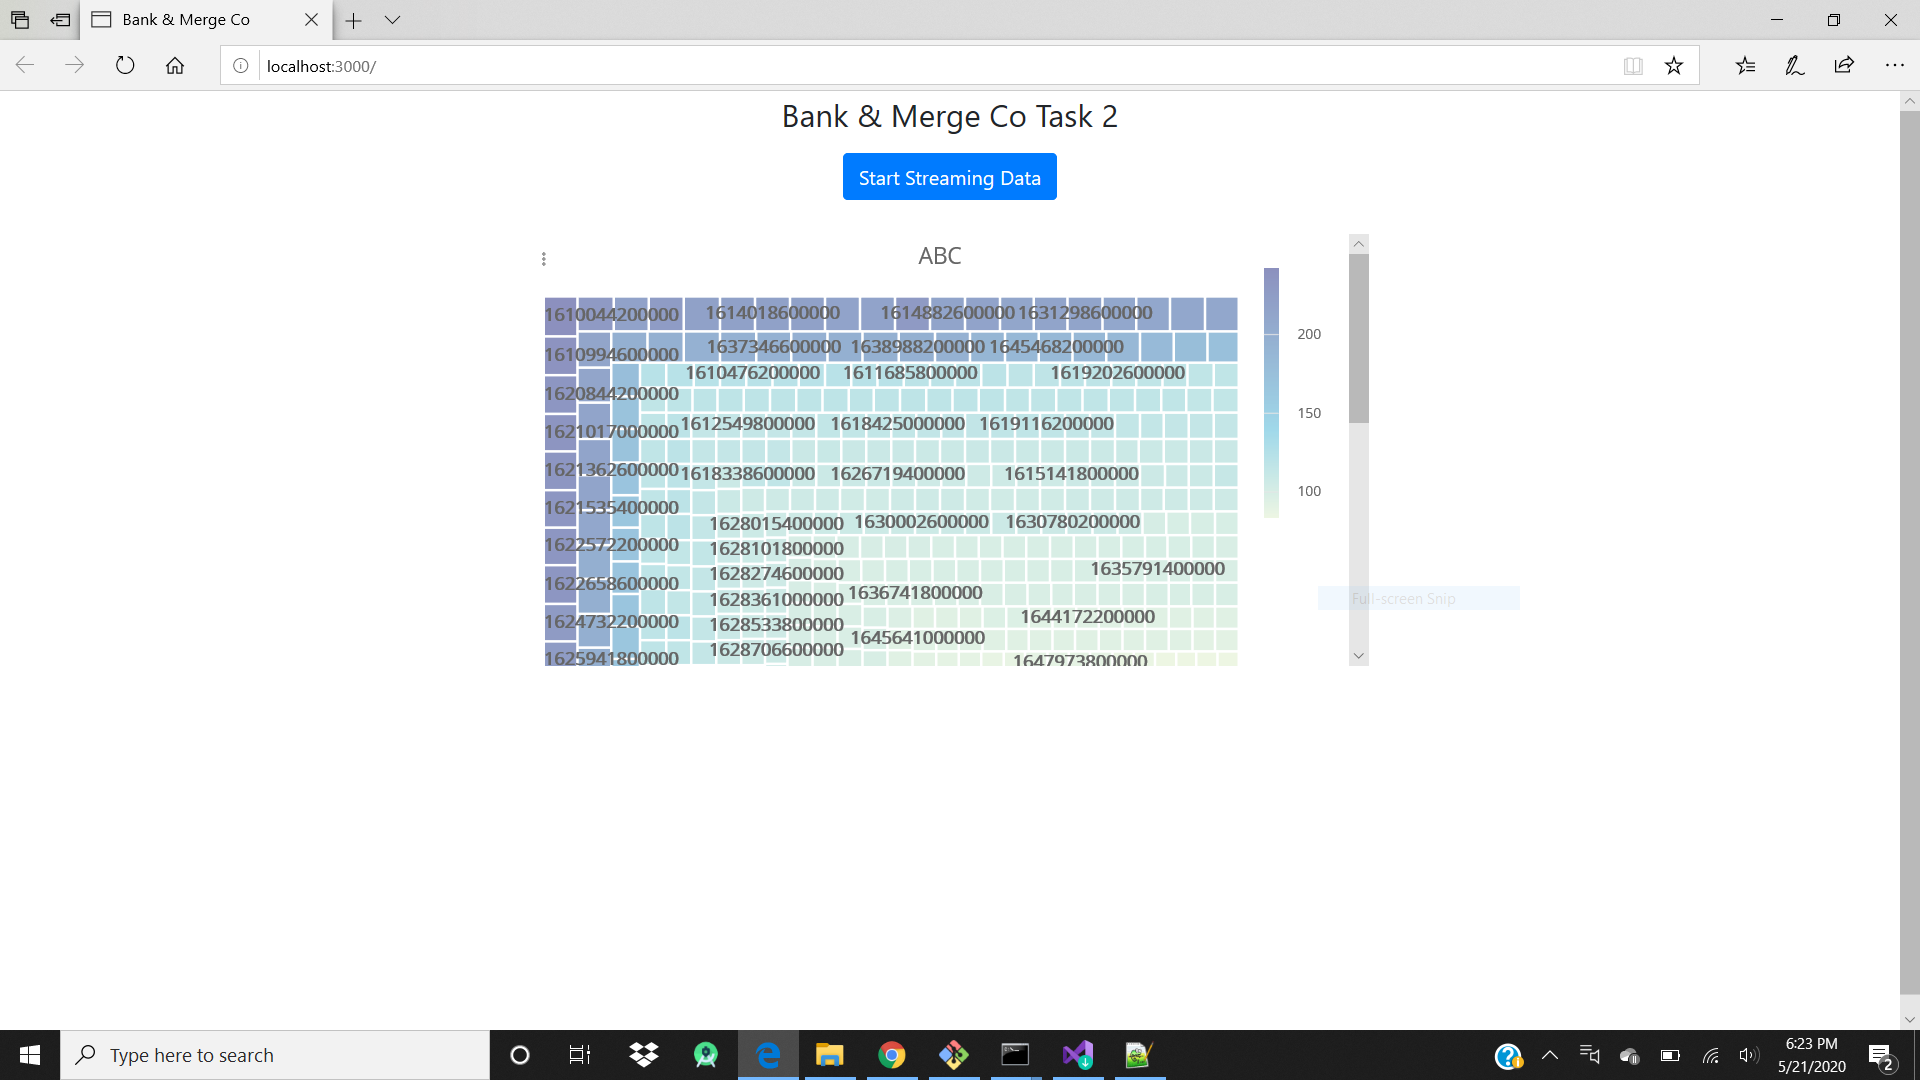 Bank & Merge Co
localhost:3000/
Bank & Merge Co Task 2
Start Streaming Data
ABC
1610044200000 1614018600000 1614882600000 1631298600000
200
1610994600000 1637346600000 1638988200000 1645468200000
1610476200000 1611685800000 1619202600000
1620844200000
150
1621017000000 1612549800000 1618425000000 1619116200000
1621362600000 1618338600000 1626719400000 1615141800000
100
1621535400000
1628015400000 1630002600000 1630780200000
1622572200000 1628101800000
1628274600000 1635791400000
1622658600000
1628361000000 1636741800000
Full-screen Snip
1624732200000 1628533800000 1644172200000
1645641000000
1625941800000 1628706600000 1647973800000
Type here to search
6:23 PM
5/21/2020
2